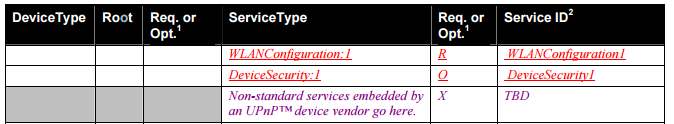 DeviceType Root Req. or Opt.1 ServiceType Req. or Opt.1 Service ID2
WLANConfiguration:1 R WLANConfiguration1
DeviceSecurity:1 O DeviceSecurity1
Non-standard services embedded by X TBD
an UPnP™ device vendor go here.